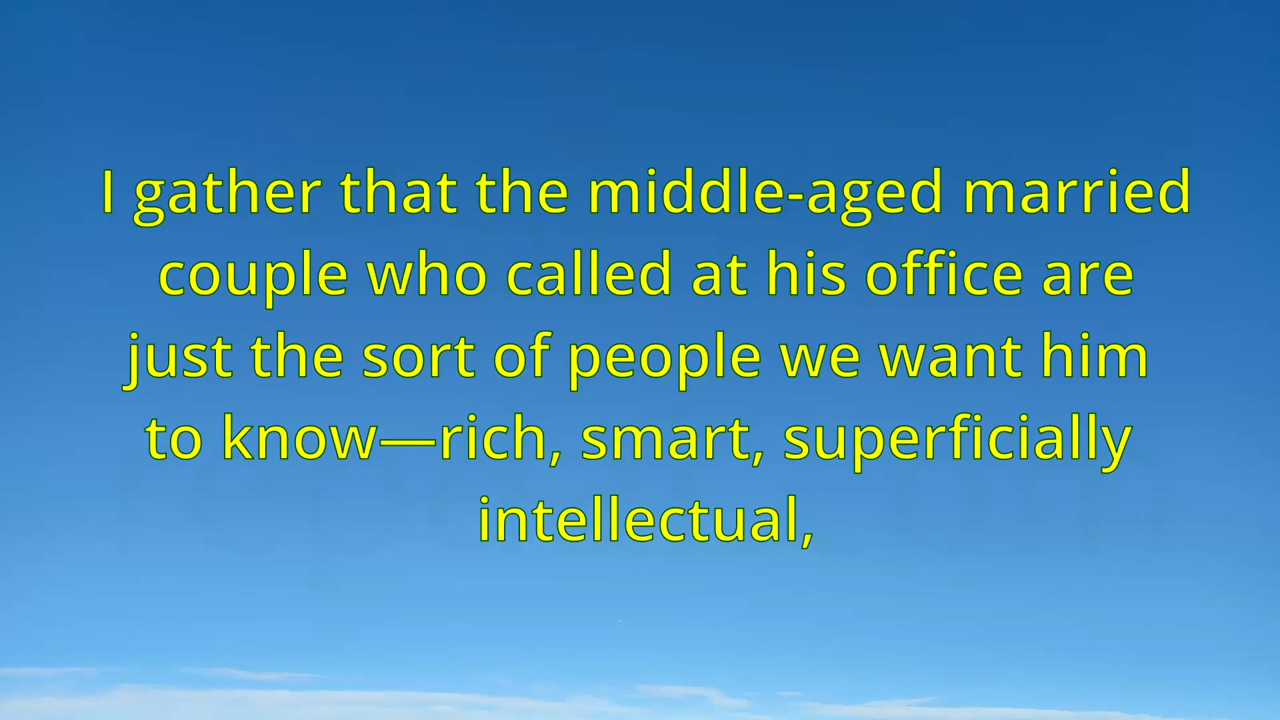 I gather that the middle-aged married
couple who called at his office are
just the sort of people we want him
to know—rich, smart, superficially
intellectual,